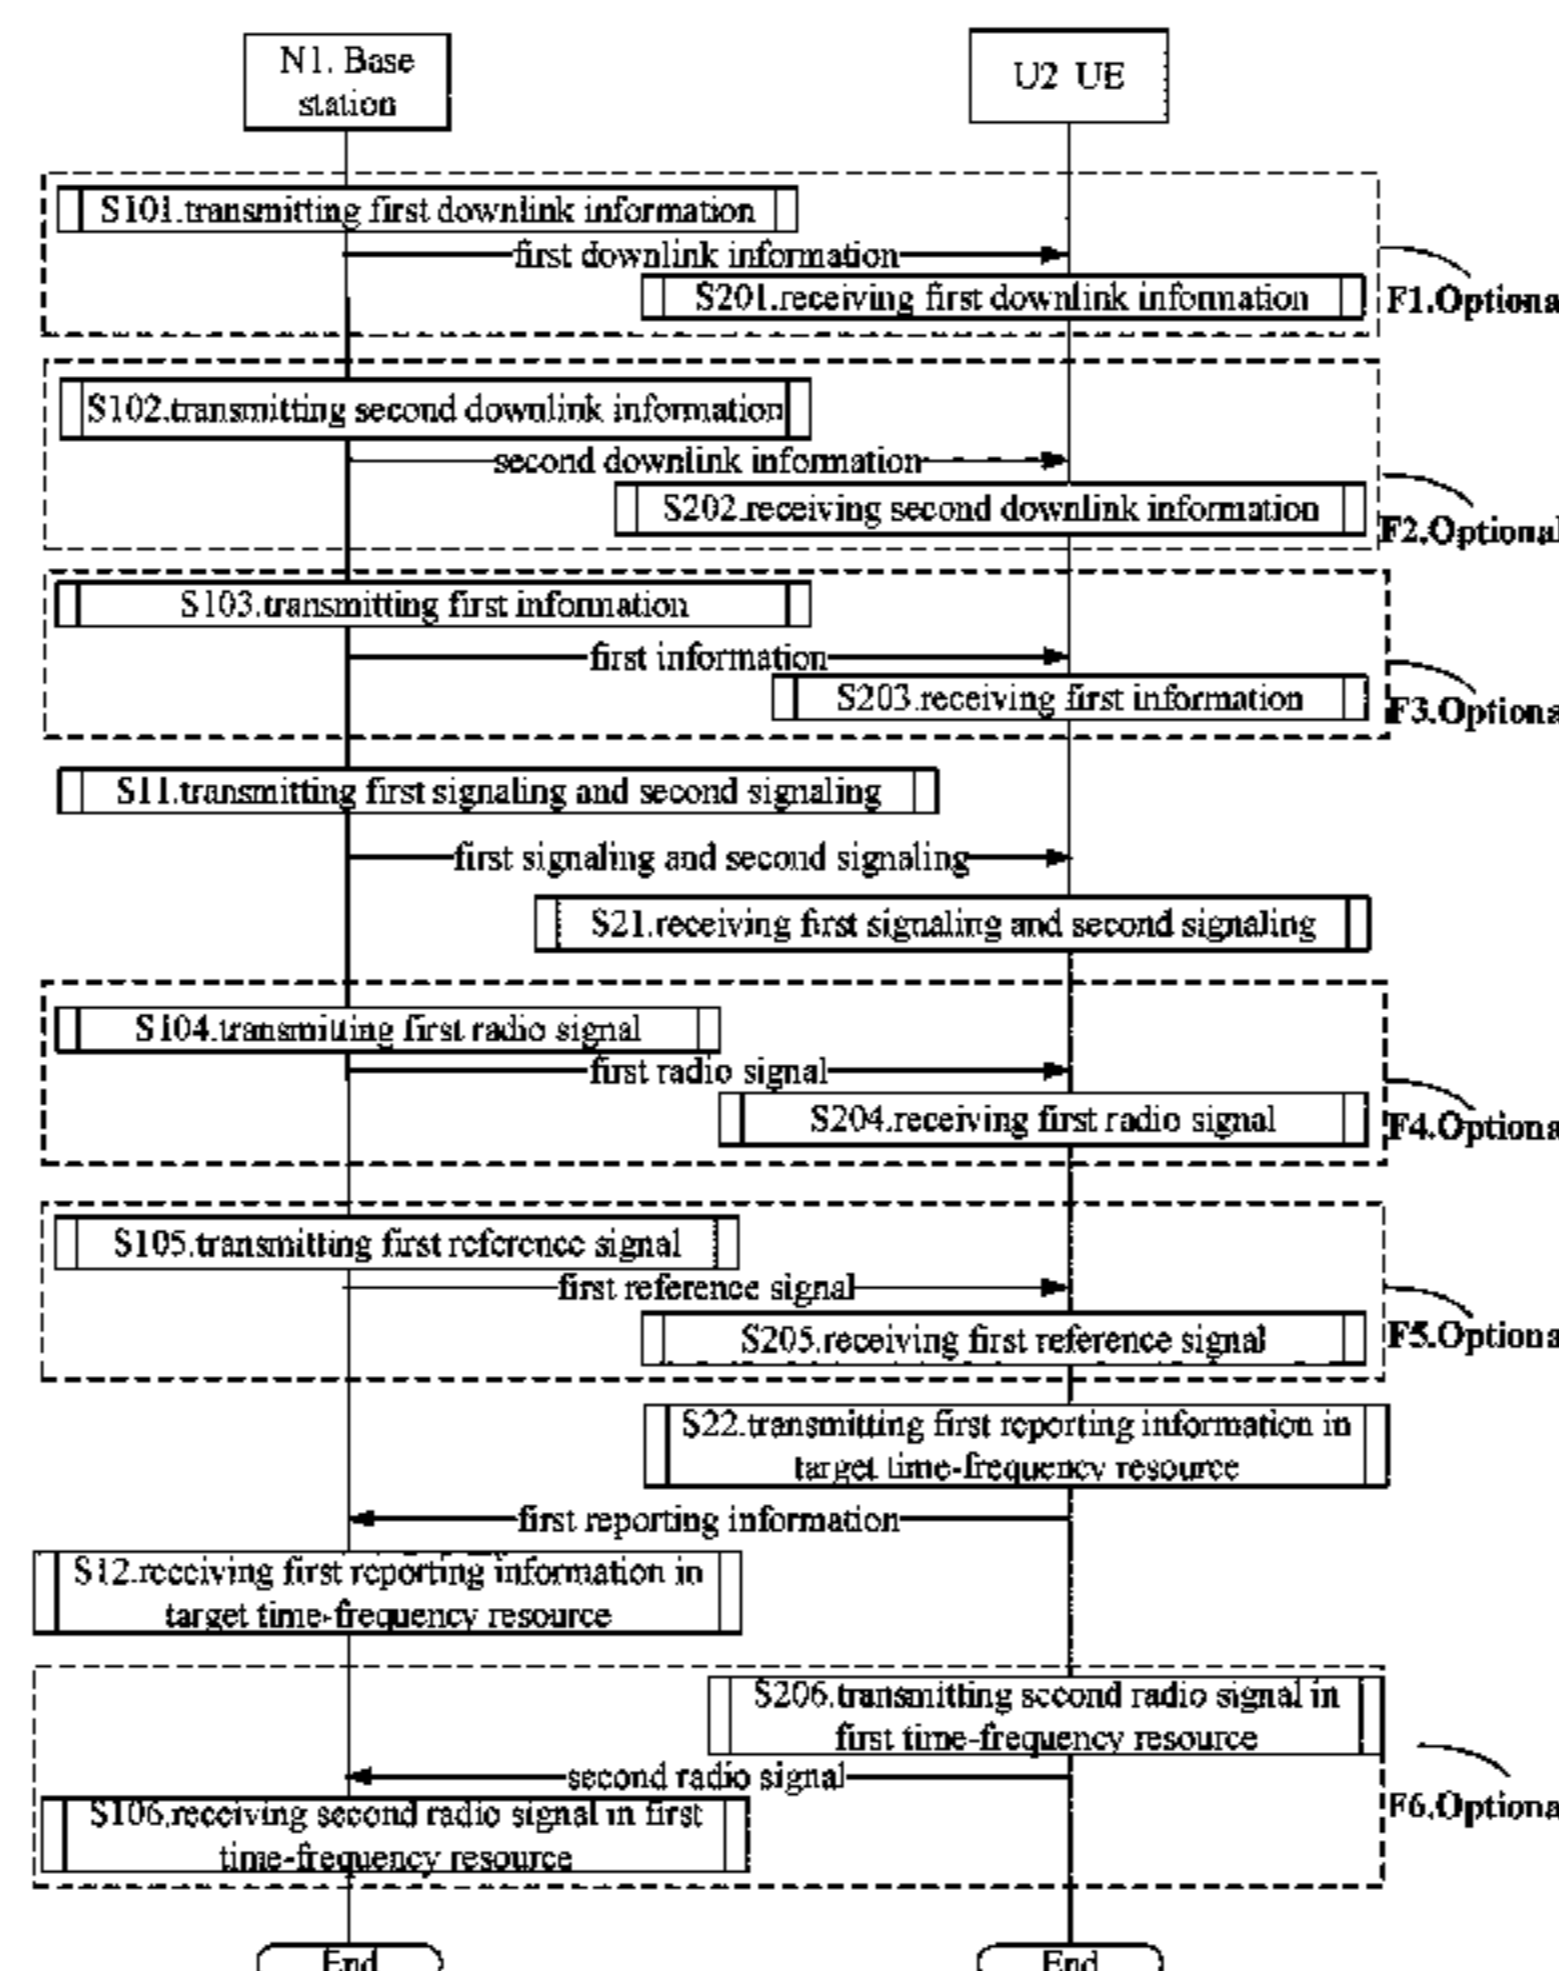 N1. Base
station
U2 UE
S101.transmitting first downlink information
first downlink information
S201.receiving first downlink information
F1.Optiona
S102.transmitting second downlink information
second downlink information
S202.receiving second downlink information
F2.Optional
S103.transmitting first information
first information
S203.receiving first information
F3.Optiona
S11.transmitting first signaling and second signaling
first signaling and second signaling
S21.receiving first signaling and second signaling
S104.transmitting first radio signal
first radio signal
S204.receiving first radio signal
F4.Optiona
S105.transmitting first reference signal
first reference signal
S205.receiving first reference signal
F5.Optiona
S22.transmitting first reporting information in
target time-frequency resource
first reporting information
S12.receiving first reporting information in
target time-frequency resource
S206.transmitting second radio signal in
first time-frequency resource
second radio signal
S106.receiving second radio signal in first
time-frequency resource
F6.Optiona
End
End